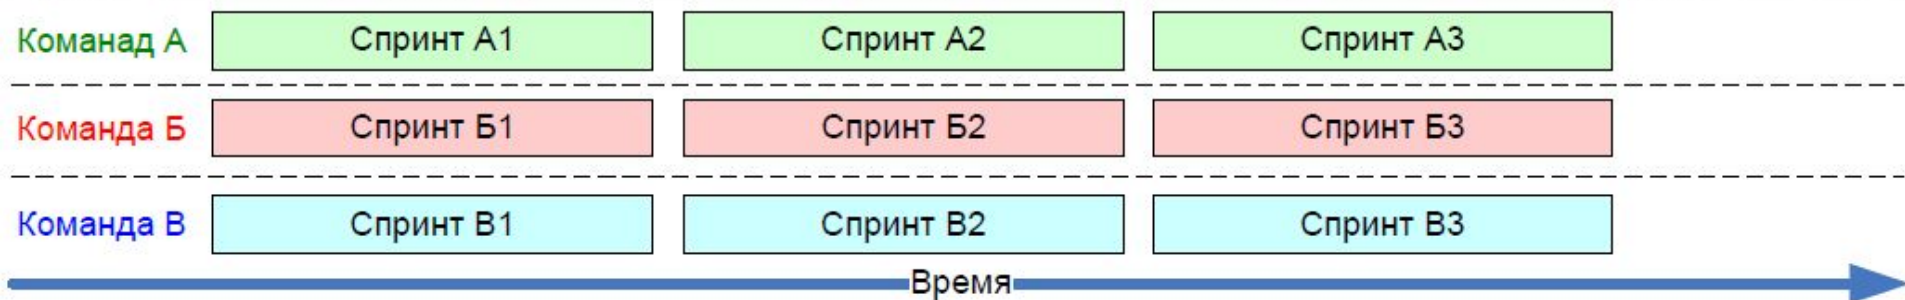 Команад А Спринт А1 Спринт А2 Спринт А3
Команда Б Спринт Б1 Спринт Б2 Спринт Б3
Команда В Спринт В1 Спринт В2 Спринт В3
Время